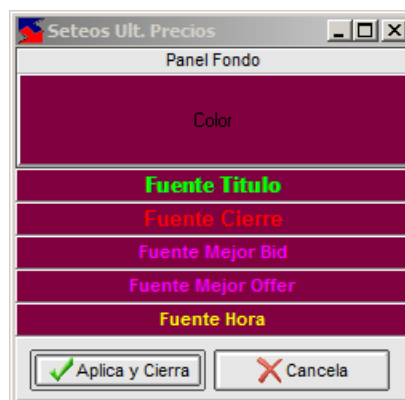 Seteos Ult. Precios
Panel Fondo
Color
Fuente Titulo
Fuente Cierre
Fuente Mejor Bid
Fuente Mejor Offer
Fuente Hora
Aplica y Cierra Cancela